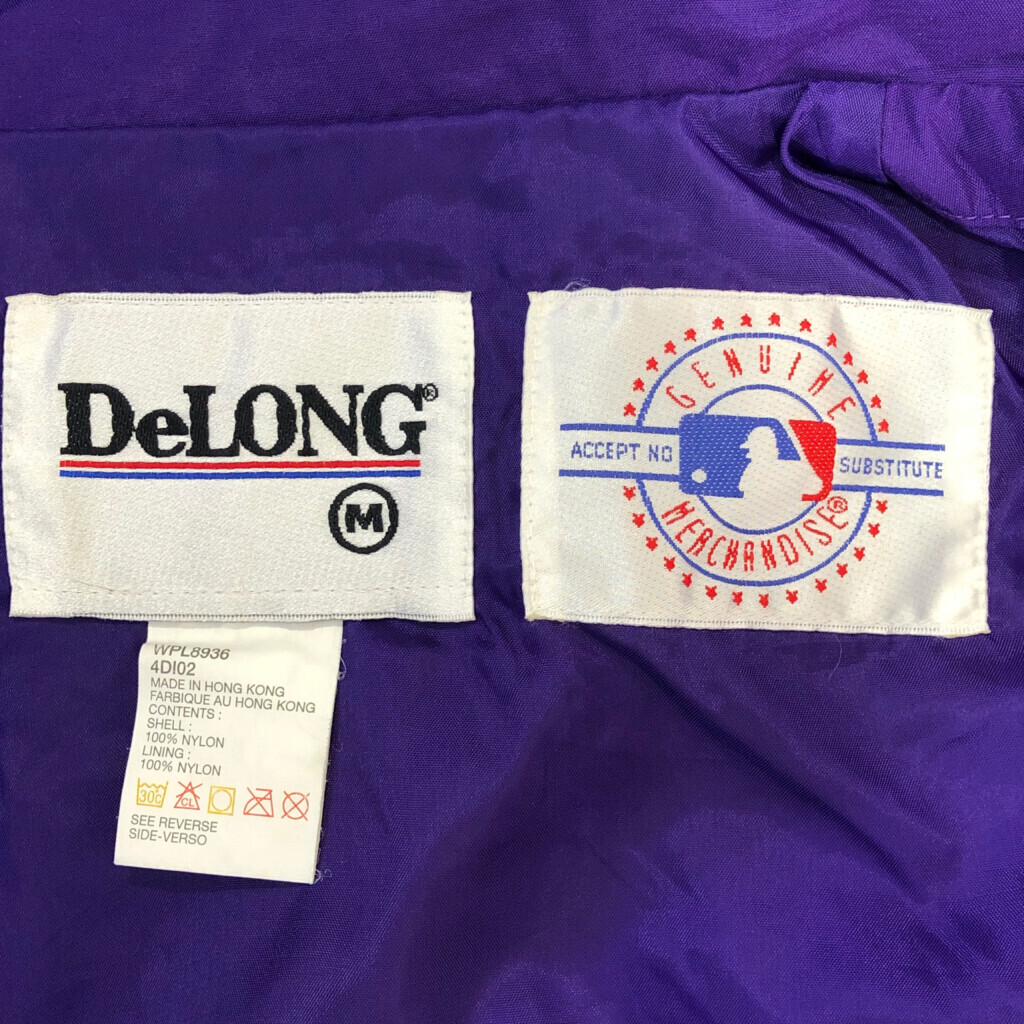 DeLONG®
M
GENUINE
ACCEPT NO SUBSTITUTE
MERCHANDISE®
WPL8936
4DI02
MADE IN HONG KONG
FARBIQUE AU HONG KONG
CONTENTS :
SHELL :
100% NYLON
LINING :
100% NYLON
30C CL
SEE REVERSE
SIDE-VERSO